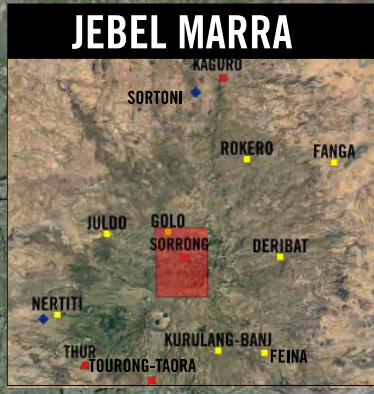 JEBEL MARRA
KAGURO
SORTONI
ROKERO
FANGA
JULDO
GOLO
SORRONG
DERIBAT
NERTITI
KURULANG-BANJ
THUR
FEINA
TOURONG-TAORA